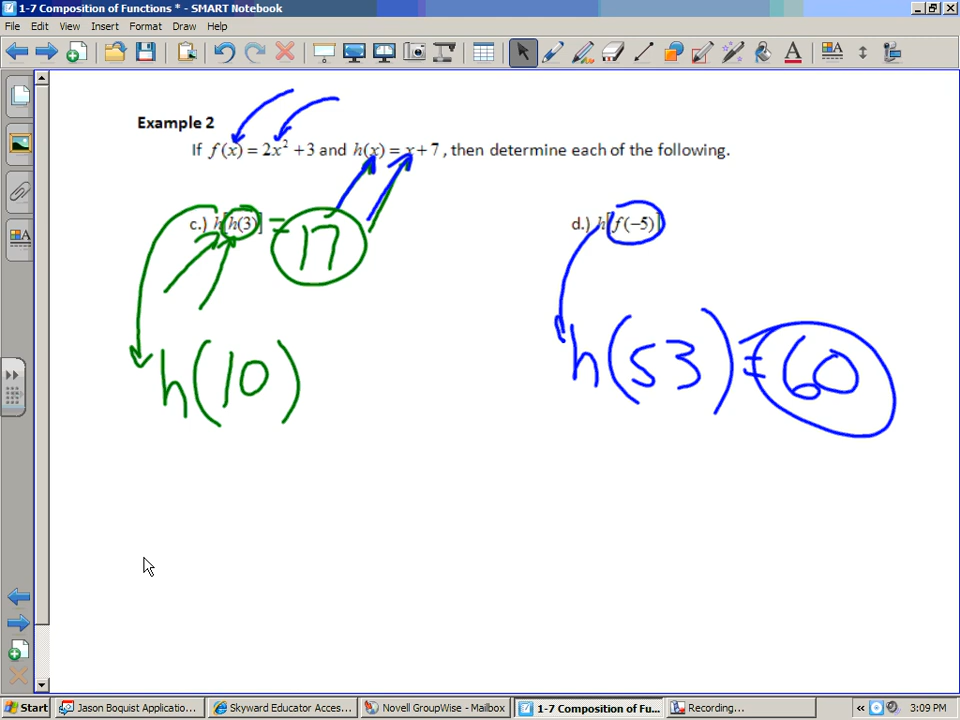 1-7 Composition of Functions * - SMART Notebook
File Edit View Insert Format Draw Help
Example 2
If f(x) = 2x² +3 and h(x) = x+7, then determine each of the following.
c.) h[h(3)] = 17
d.) h[f(−5)]
h(10)
h(53) = 60
Start Jason Boquist Applicatio... Skyward Educator Acces... Novell GroupWise - Mailbox 1-7 Composition of Fu... Recording... « 3:09 PM